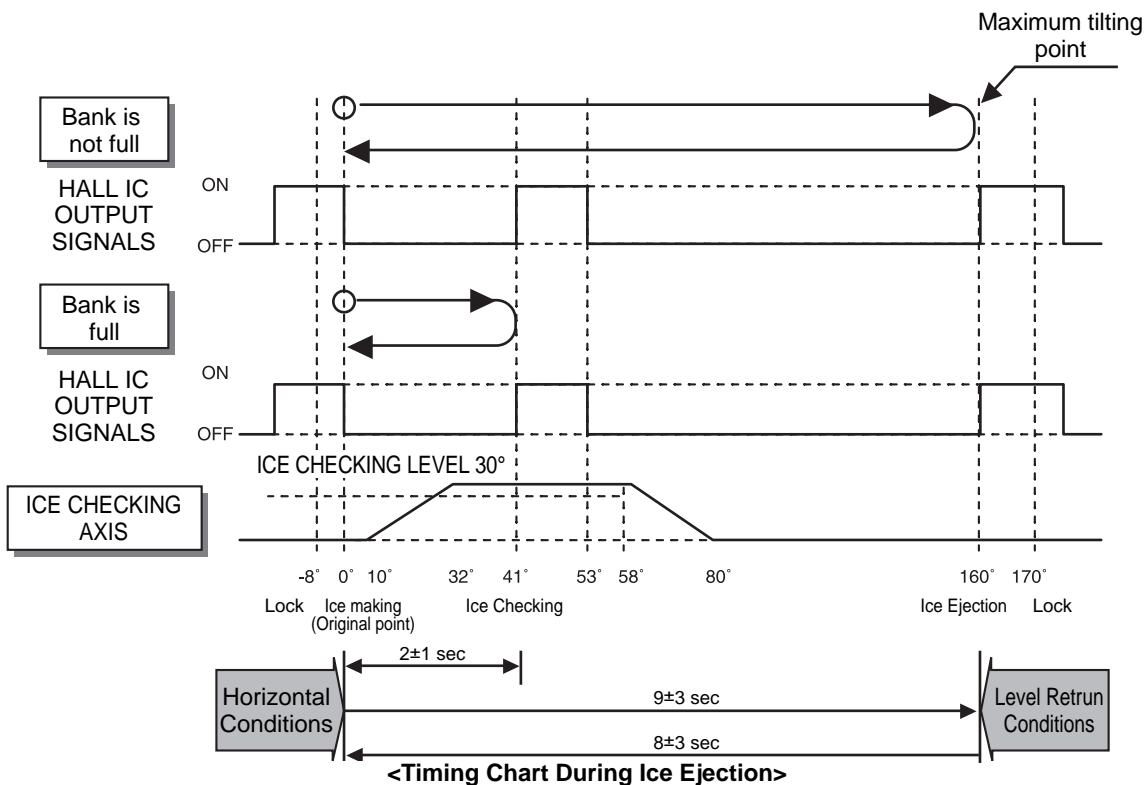 Maximum tilting
point
Bank is
not full
HALL IC
OUTPUT
SIGNALS
ON
OFF
Bank is
full
HALL IC
OUTPUT
SIGNALS
ON
OFF
ICE CHECKING LEVEL 30°
ICE CHECKING
AXIS
-8° 0° 10° 32° 41° 53° 58° 80° 160° 170°
Lock Ice making Ice Checking Ice Ejection Lock
(Original point)
2±1 sec
Horizontal
Conditions
9±3 sec
Level Retrun
Conditions
8±3 sec
<Timing Chart During Ice Ejection>